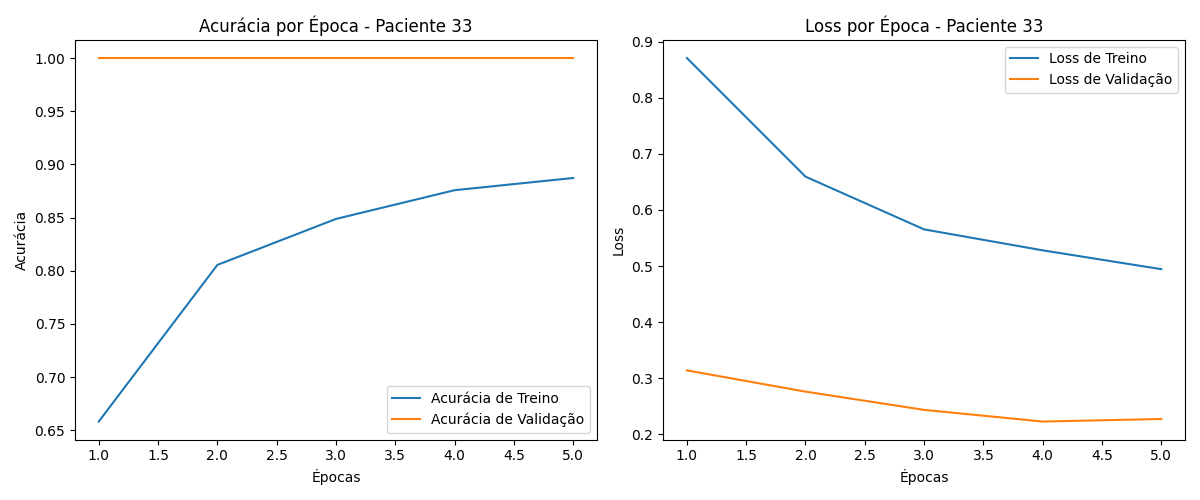 Acurácia por Época - Paciente 33
1.00
0.95
0.90
0.85
0.80
0.75
0.70
0.65
Acurácia
Acurácia de Treino
Acurácia de Validação
1.0 1.5 2.0 2.5 3.0 3.5 4.0 4.5 5.0
Épocas
Loss por Época - Paciente 33
0.9
0.8
0.7
0.6
0.5
0.4
0.3
0.2
Loss
Loss de Treino
Loss de Validação
1.0 1.5 2.0 2.5 3.0 3.5 4.0 4.5 5.0
Épocas